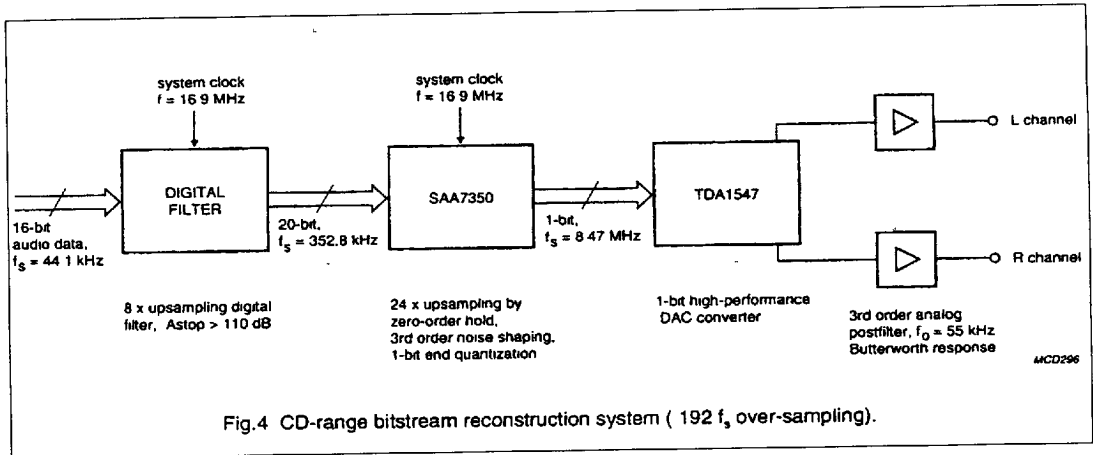 system clock
f = 16 9 MHz
system clock
f = 16 9 MHz
DIGITAL
FILTER
SAA7350
TDA1547
L channel
R channel
16-bit
audio data,
fs = 44 1 kHz
20-bit,
fs = 352.8 kHz
1-bit,
fs = 8 47 MHz
8 x upsampling digital
filter, Astop > 110 dB
24 x upsampling by
zero-order hold,
3rd order noise shaping,
1-bit end quantization
1-bit high-performance
DAC converter
3rd order analog
postfilter, fo = 55 kHz
Butterworth response
MCD296
Fig.4 CD-range bitstream reconstruction system ( 192 fs over-sampling).